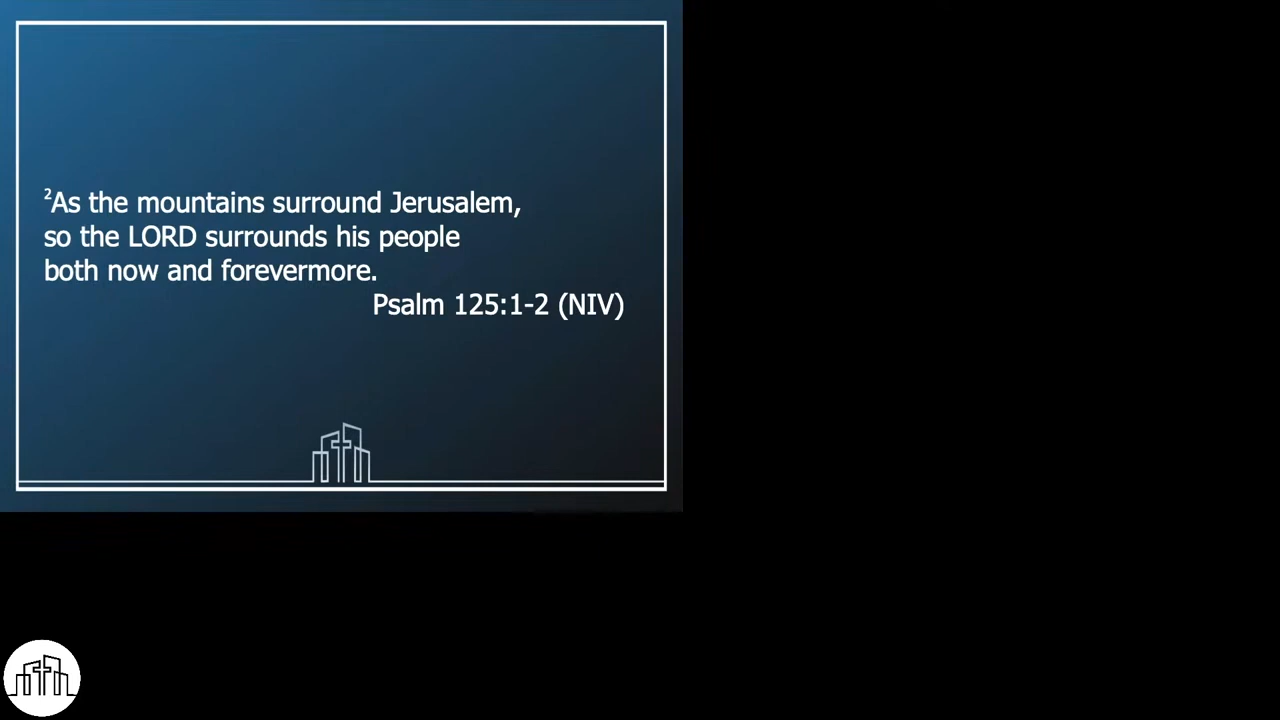 ²As the mountains surround Jerusalem,
so the LORD surrounds his people
both now and forevermore.
Psalm 125:1-2 (NIV)